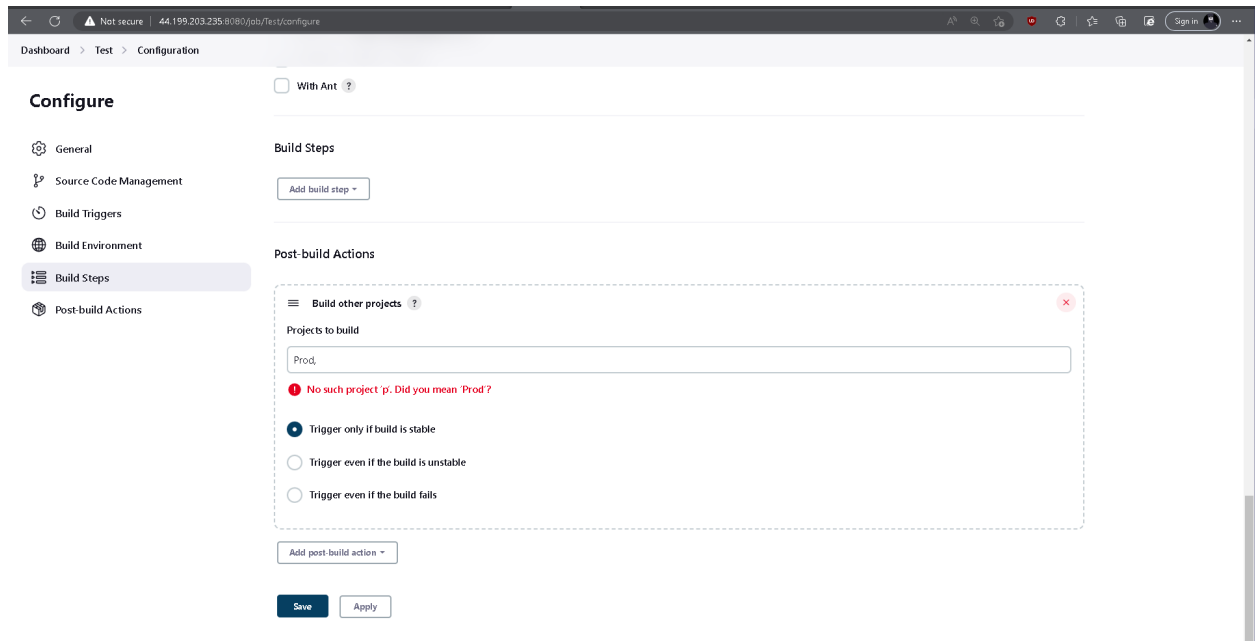 Not secure | 44.199.203.235:8080/job/Test/configure
Sign in
Dashboard > Test > Configuration
Configure
General
Source Code Management
Build Triggers
Build Environment
Build Steps
Post-build Actions
With Ant ?
Build Steps
Add build step
Post-build Actions
Build other projects ?
Projects to build
Prod,
No such project 'p'. Did you mean 'Prod'?
Trigger only if build is stable
Trigger even if the build is unstable
Trigger even if the build fails
Add post-build action
Save
Apply